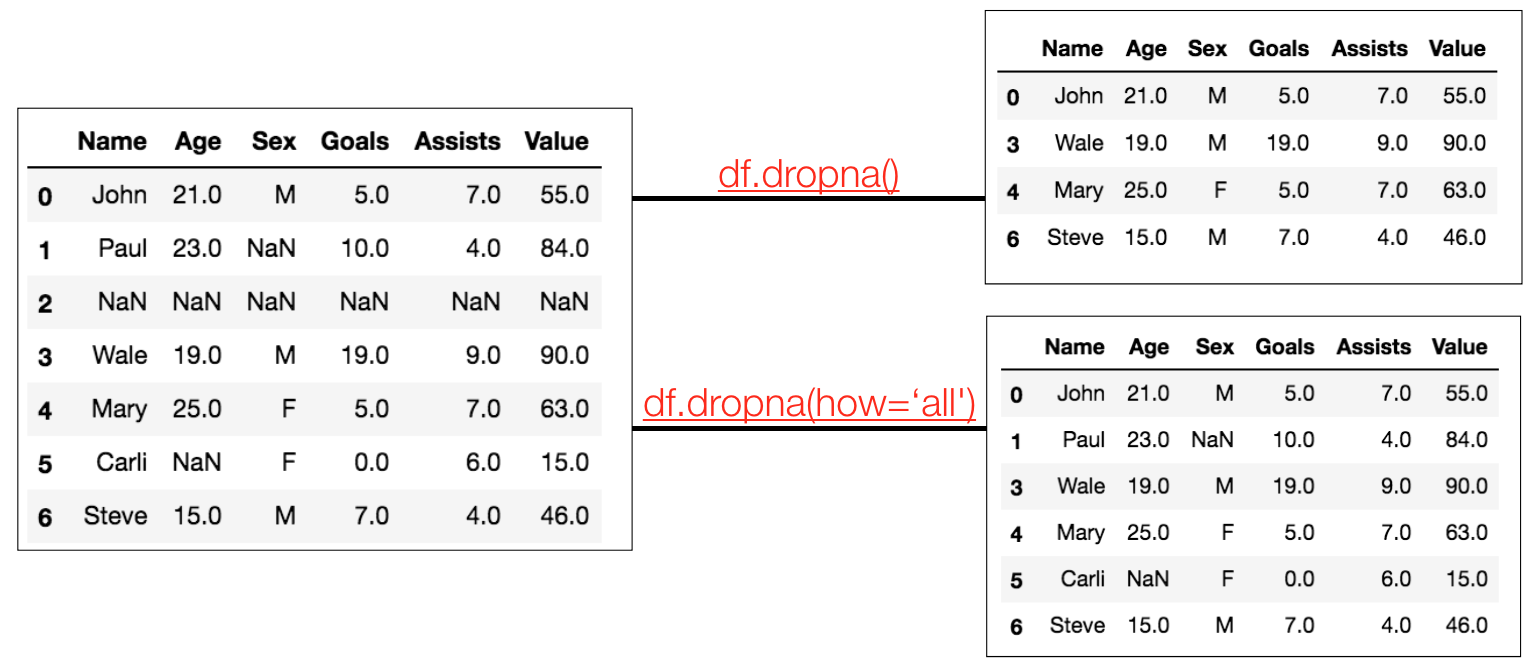 Name Age Sex Goals Assists Value
0 John 21.0 M 5.0 7.0 55.0
1 Paul 23.0 NaN 10.0 4.0 84.0
2 NaN NaN NaN NaN NaN NaN
3 Wale 19.0 M 19.0 9.0 90.0
4 Mary 25.0 F 5.0 7.0 63.0
5 Carli NaN F 0.0 6.0 15.0
6 Steve 15.0 M 7.0 4.0 46.0
df.dropna()
Name Age Sex Goals Assists Value
0 John 21.0 M 5.0 7.0 55.0
3 Wale 19.0 M 19.0 9.0 90.0
4 Mary 25.0 F 5.0 7.0 63.0
6 Steve 15.0 M 7.0 4.0 46.0
df.dropna(how=‘all')
Name Age Sex Goals Assists Value
0 John 21.0 M 5.0 7.0 55.0
1 Paul 23.0 NaN 10.0 4.0 84.0
3 Wale 19.0 M 19.0 9.0 90.0
4 Mary 25.0 F 5.0 7.0 63.0
5 Carli NaN F 0.0 6.0 15.0
6 Steve 15.0 M 7.0 4.0 46.0